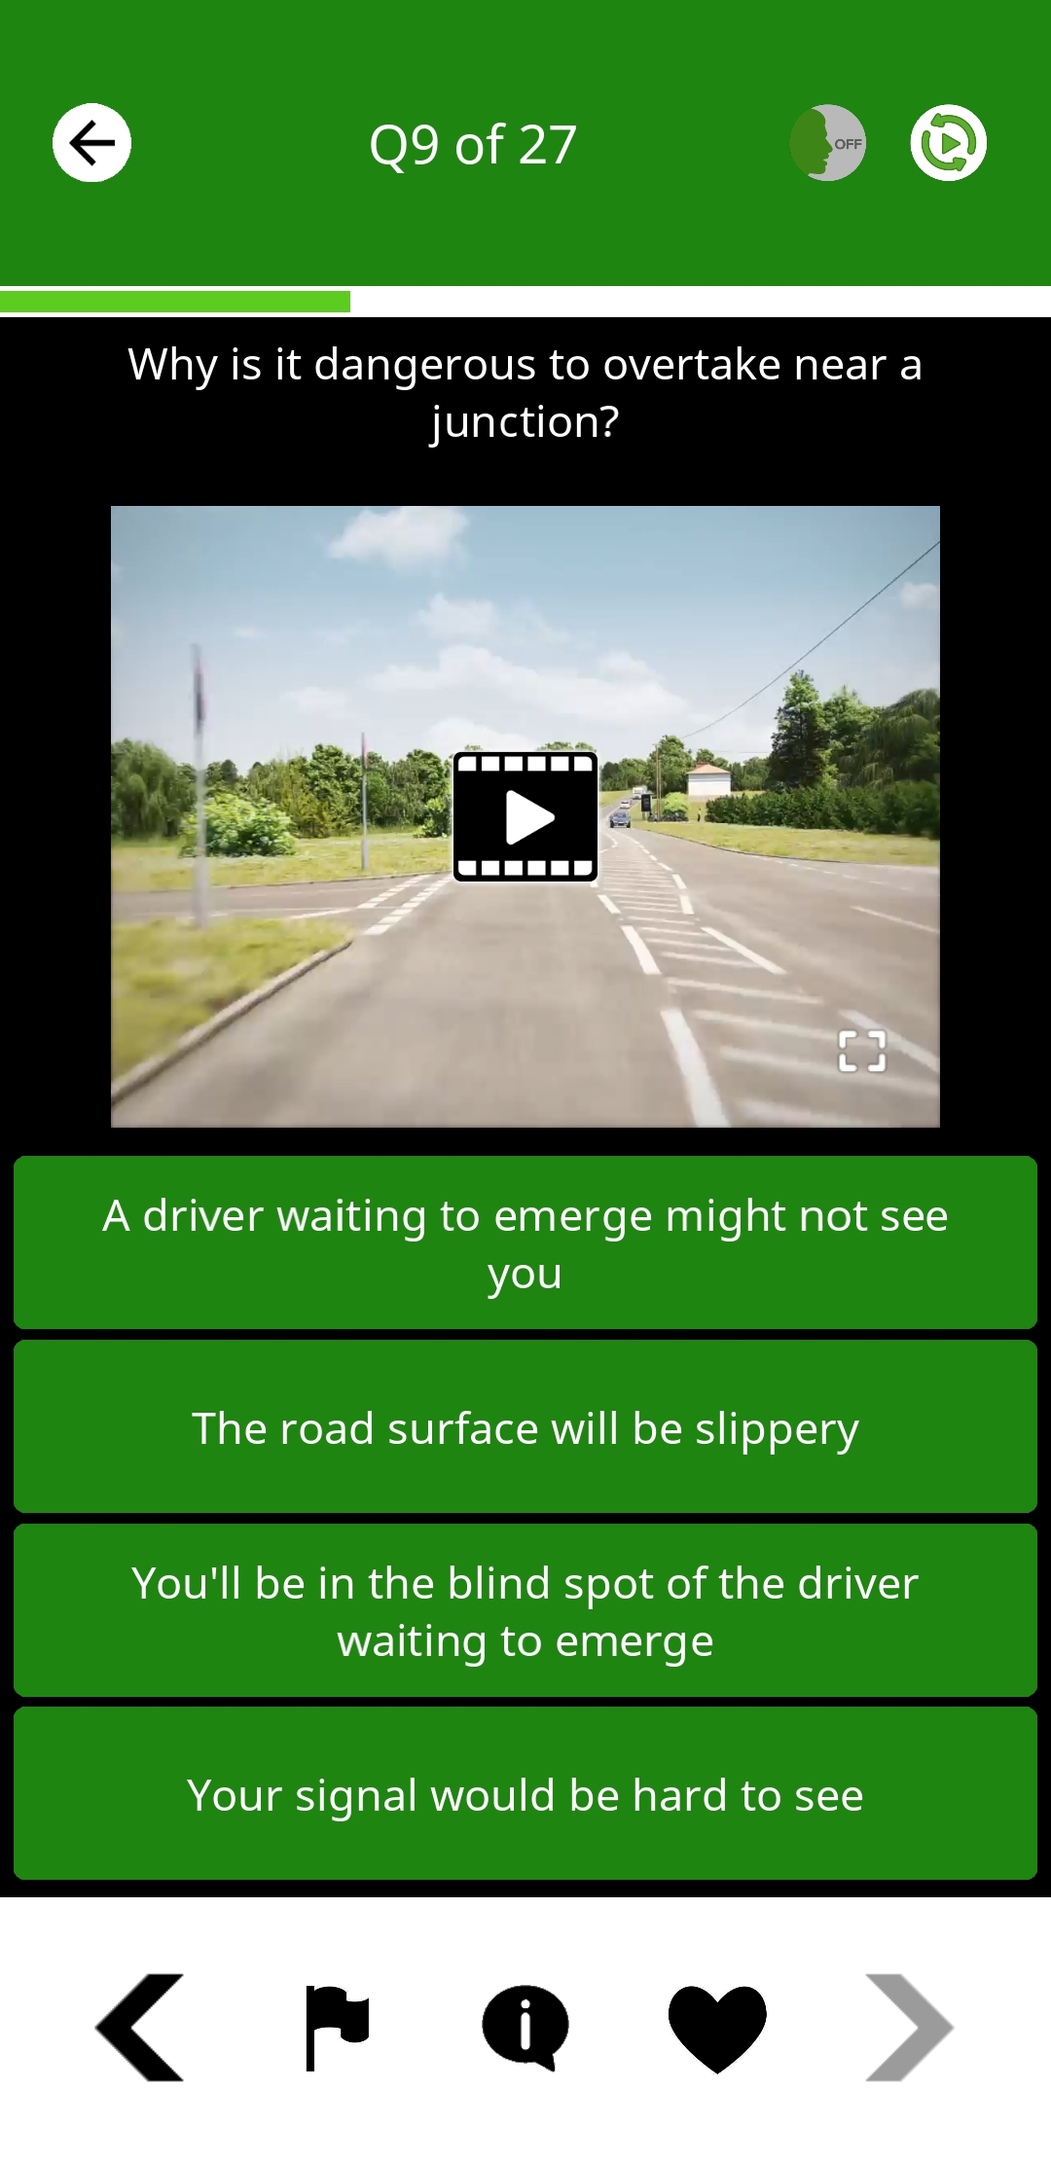 Q9 of 27
OFF
Why is it dangerous to overtake near a
junction?
A driver waiting to emerge might not see
you
The road surface will be slippery
You'll be in the blind spot of the driver
waiting to emerge
Your signal would be hard to see